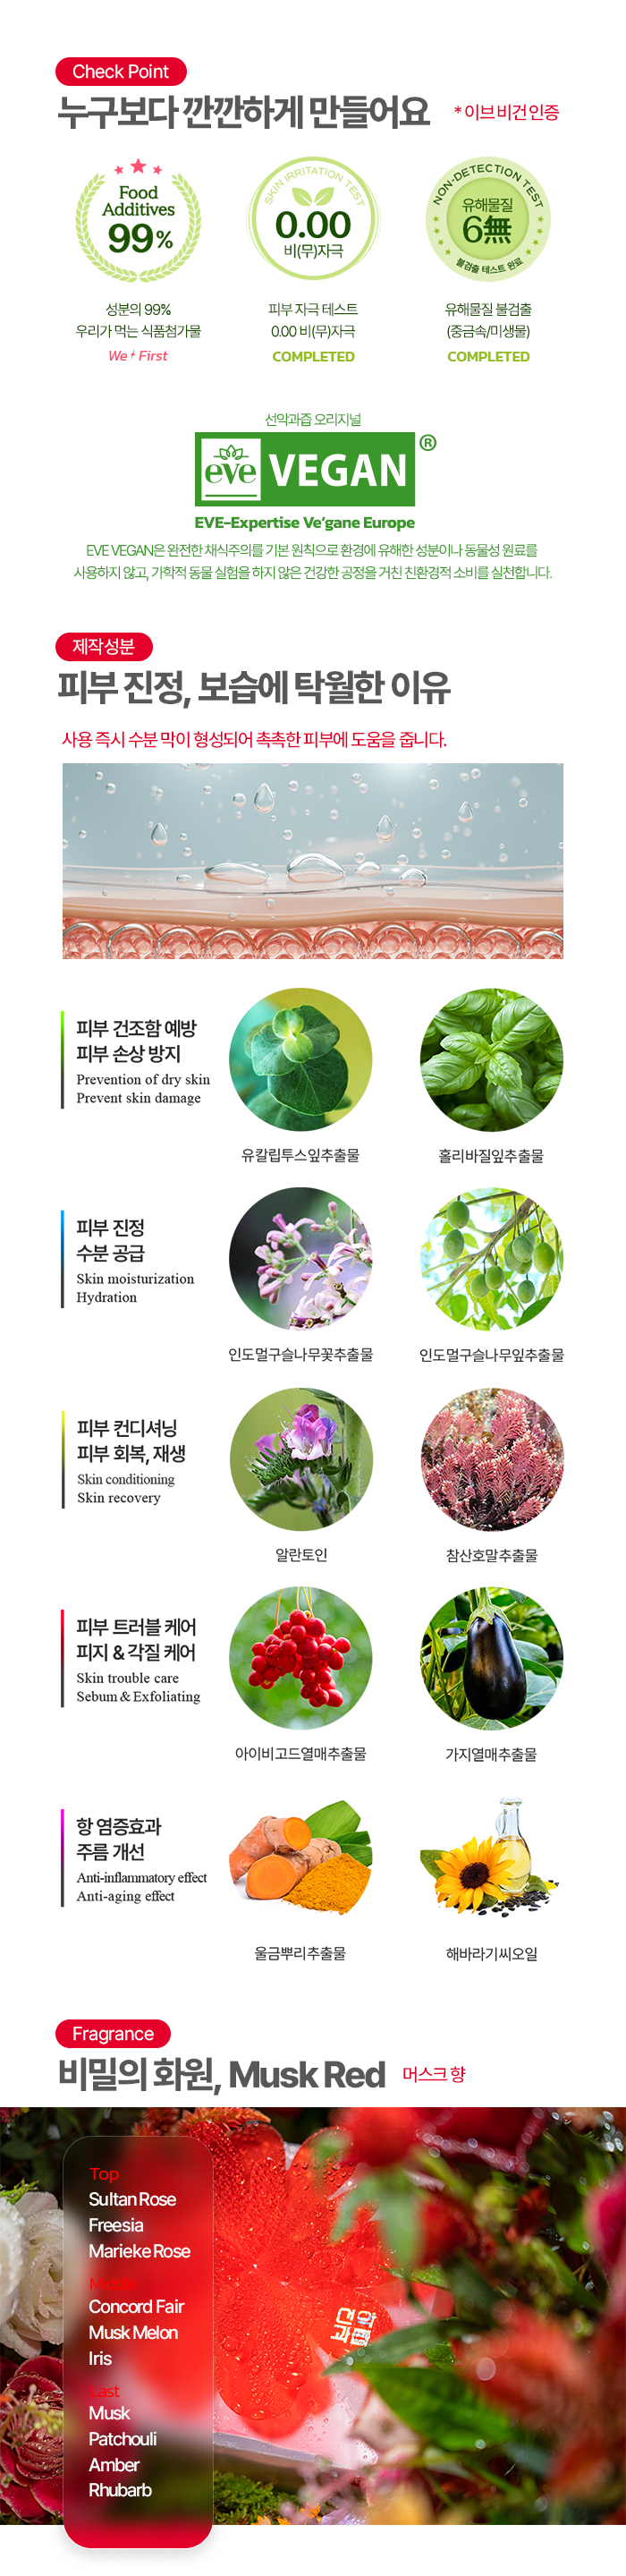 Check Point
누구보다 깐깐하게 만들어요 * 이브 비건 인증
Food
Additives
99%
SKIN IRRITATION TEST
0.00
비(무)자극
NON-DETECTION TEST
유해물질
6無
불검출 테스트 완료
성분의 99%
우리가 먹는 식품첨가물
We First
피부 자극 테스트
0.00 비(무)자극
COMPLETED
유해물질 불검출
(중금속/미생물)
COMPLETED
선악과즙 오리지널
eve VEGAN ®
EVE-Expertise Ve'gane Europe
EVE VEGAN은 완전한 채식주의를 기본 원칙으로 환경에 유해한 성분이나 동물성 원료를
사용하지 않고, 가학적 동물 실험을 하지 않은 건강한 공정을 거친 친환경적 소비를 실천합니다.
제작성분
피부 진정, 보습에 탁월한 이유
사용 즉시 수분 막이 형성되어 촉촉한 피부에 도움을 줍니다.
피부 건조함 예방
피부 손상 방지
Prevention of dry skin
Prevent skin damage
유칼립투스잎추출물
홀리바질잎추출물
피부 진정
수분 공급
Skin moisturization
Hydration
인도멀구슬나무꽃추출물
인도멀구슬나무잎추출물
피부 컨디셔닝
피부 회복, 재생
Skin conditioning
Skin recovery
알란토인
참산호말추출물
피부 트러블 케어
피지 & 각질 케어
Skin trouble care
Sebum & Exfoliating
아이비고드열매추출물
가지열매추출물
항 염증효과
주름 개선
Anti-inflammatory effect
Anti-aging effect
울금뿌리추출물
해바라기씨오일
Fragrance
비밀의 화원, Musk Red 머스크 향
Top
Sultan Rose
Freesia
Marieke Rose
Concord Fair
Musk Melon
Iris
Last
Musk
Patchouli
Amber
Rhubarb